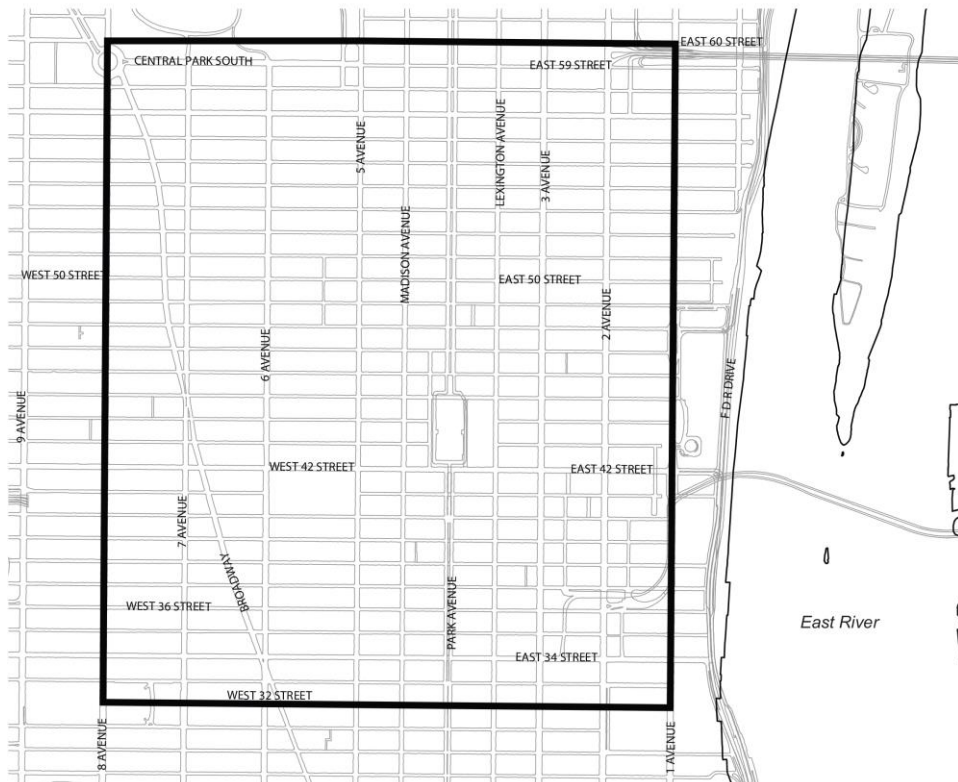 EAST 60 STREET
CENTRAL PARK SOUTH
EAST 59 STREET
5 AVENUE
LEXINGTON AVENUE
3 AVENUE
MADISON AVENUE
WEST 50 STREET
EAST 50 STREET
2 AVENUE
6 AVENUE
F D R DRIVE
9 AVENUE
WEST 42 STREET
EAST 42 STREET
7 AVENUE
BROADWAY
PARK AVENUE
WEST 36 STREET
East River
EAST 34 STREET
WEST 32 STREET
8 AVENUE
1 AVENUE